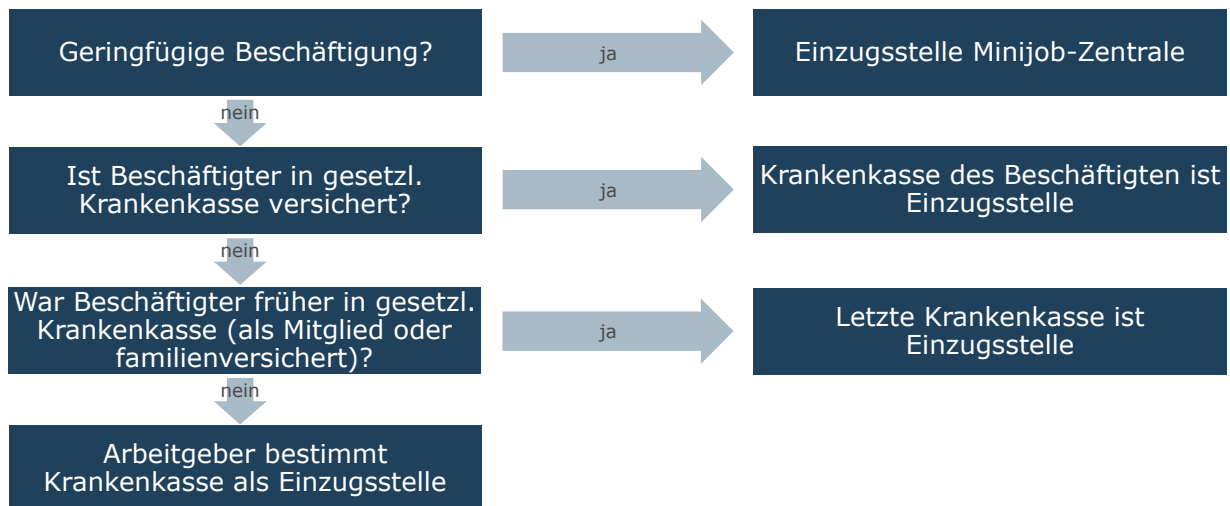 Geringfügige Beschäftigung?
ja
Einzugsstelle Minijob-Zentrale
nein
Ist Beschäftigter in gesetzl.
Krankenkasse versichert?
ja
Krankenkasse des Beschäftigten ist
Einzugsstelle
nein
War Beschäftigter früher in gesetzl.
Krankenkasse (als Mitglied oder
familienversichert)?
ja
Letzte Krankenkasse ist
Einzugsstelle
nein
Arbeitgeber bestimmt
Krankenkasse als Einzugsstelle